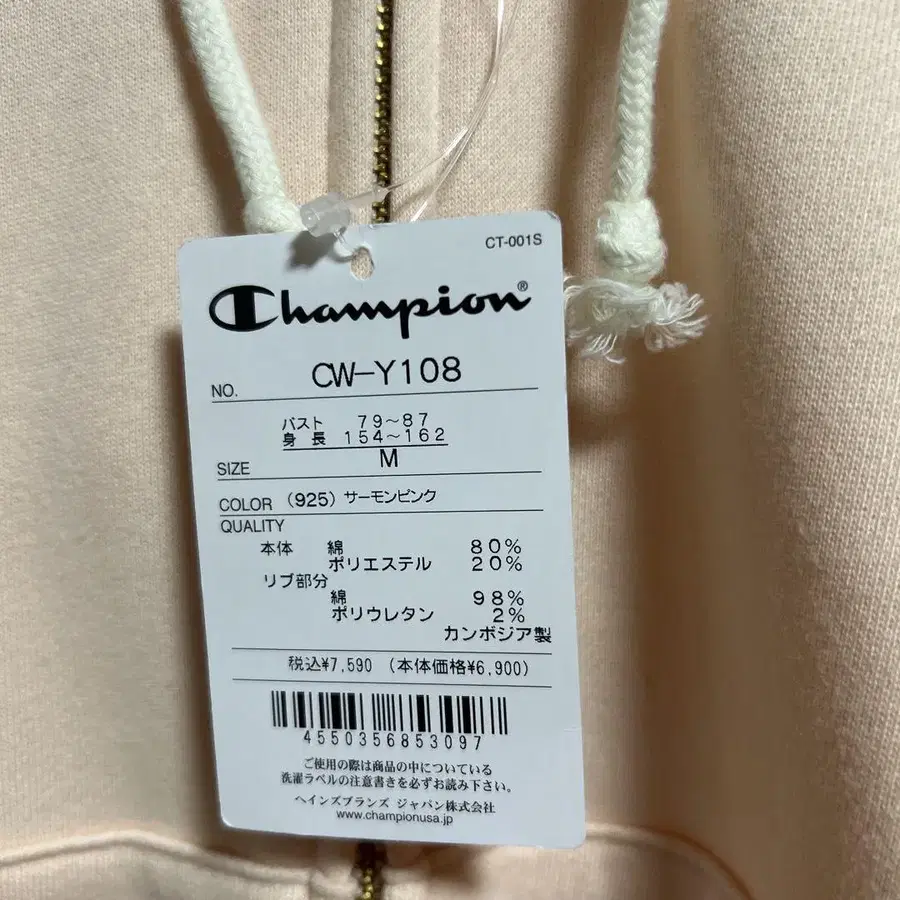 CT-001S
Champion®
NO. CW-Y108
バスト 79～87
身長 154～162
SIZE M
COLOR (925) サーモンピンク
QUALITY
本体 綿 80%
ポリエステル 20%
リブ部分
綿 98%
ポリウレタン 2%
カンボジア製
税込¥7,590 (本体価格¥6,900)
4550356853097
ご使用の際は商品の中についている
洗濯ラベルの注意書きを必ずお読み下さい。
ヘインズブランズ ジャパン株式会社
www.championusa.jp